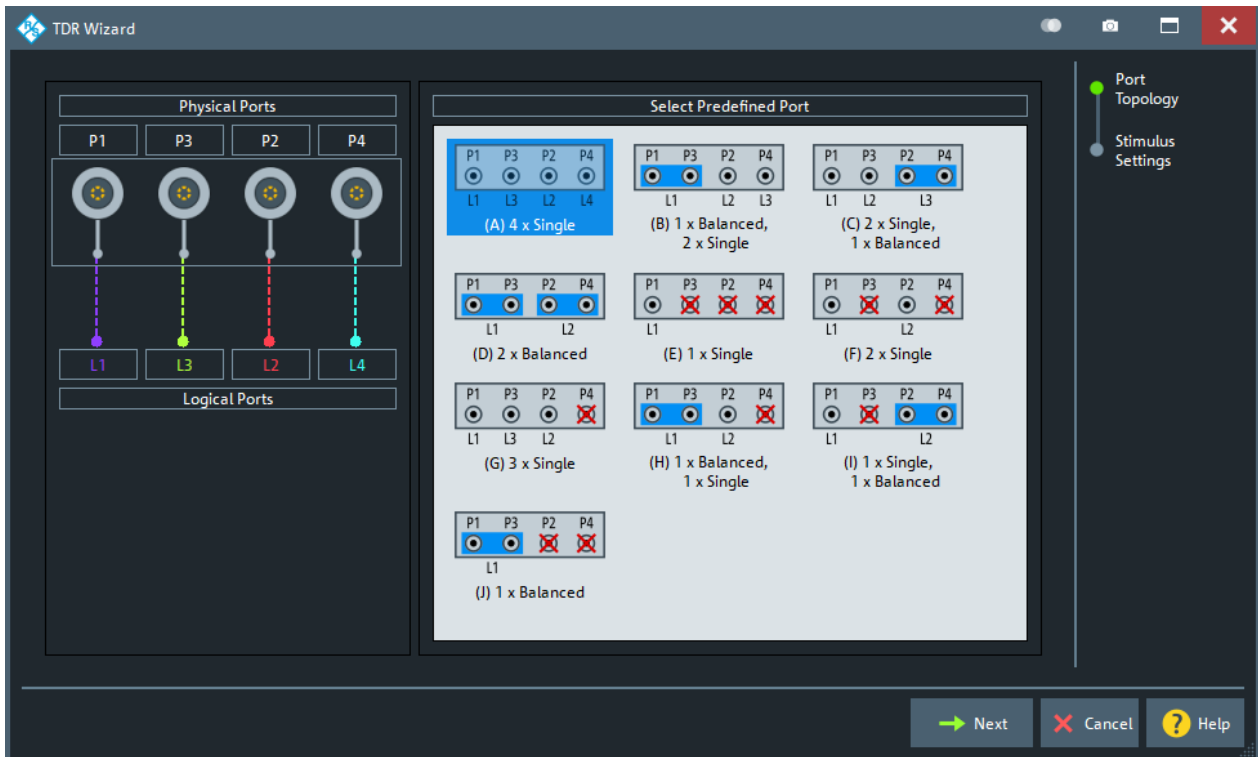 R/S TDR Wizard
Physical Ports
P1 P3 P2 P4
L1 L3 L2 L4
Logical Ports
Select Predefined Port
P1 P3 P2 P4
L1 L3 L2 L4
(A) 4 x Single
P1 P3 P2 P4
L1 L2 L3
(B) 1 x Balanced,
2 x Single
P1 P3 P2 P4
L1 L2 L3
(C) 2 x Single,
1 x Balanced
P1 P3 P2 P4
L1 L2
(D) 2 x Balanced
P1 P3 P2 P4
L1
(E) 1 x Single
P1 P3 P2 P4
L1 L2
(F) 2 x Single
P1 P3 P2 P4
L1 L3 L2
(G) 3 x Single
P1 P3 P2 P4
L1 L2
(H) 1 x Balanced,
1 x Single
P1 P3 P2 P4
L1 L2
(I) 1 x Single,
1 x Balanced
P1 P3 P2 P4
L1
(J) 1 x Balanced
Port
Topology
Stimulus
Settings
Next Cancel ? Help